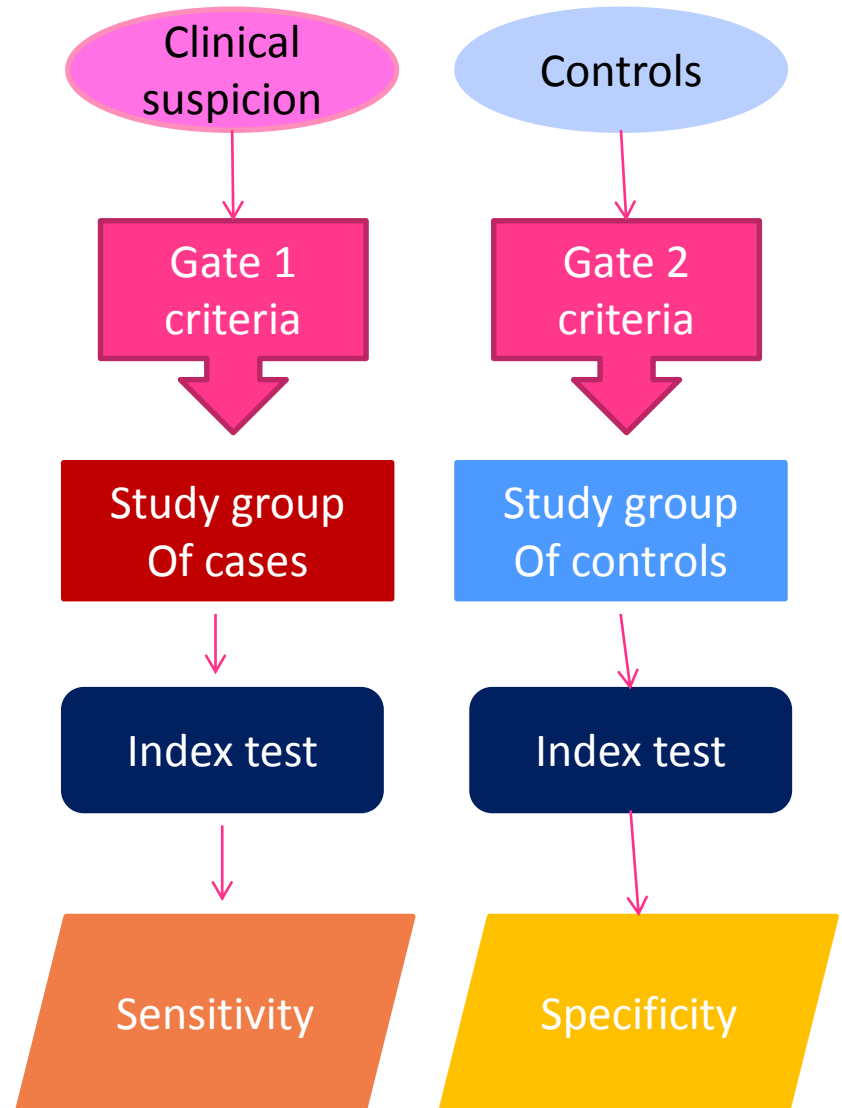 Clinical
suspicion
Controls
Gate 1
criteria
Gate 2
criteria
Study group
Of cases
Study group
Of controls
Index test
Index test
Sensitivity
Specificity